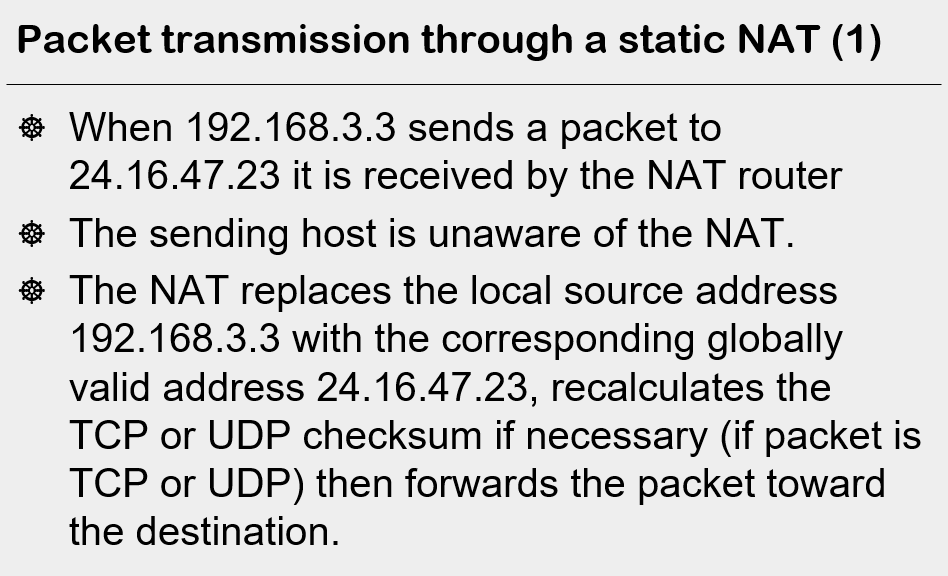 Packet transmission through a static NAT (1)
When 192.168.3.3 sends a packet to
24.16.47.23 it is received by the NAT router
The sending host is unaware of the NAT.
The NAT replaces the local source address
192.168.3.3 with the corresponding globally
valid address 24.16.47.23, recalculates the
TCP or UDP checksum if necessary (if packet is
TCP or UDP) then forwards the packet toward
the destination.